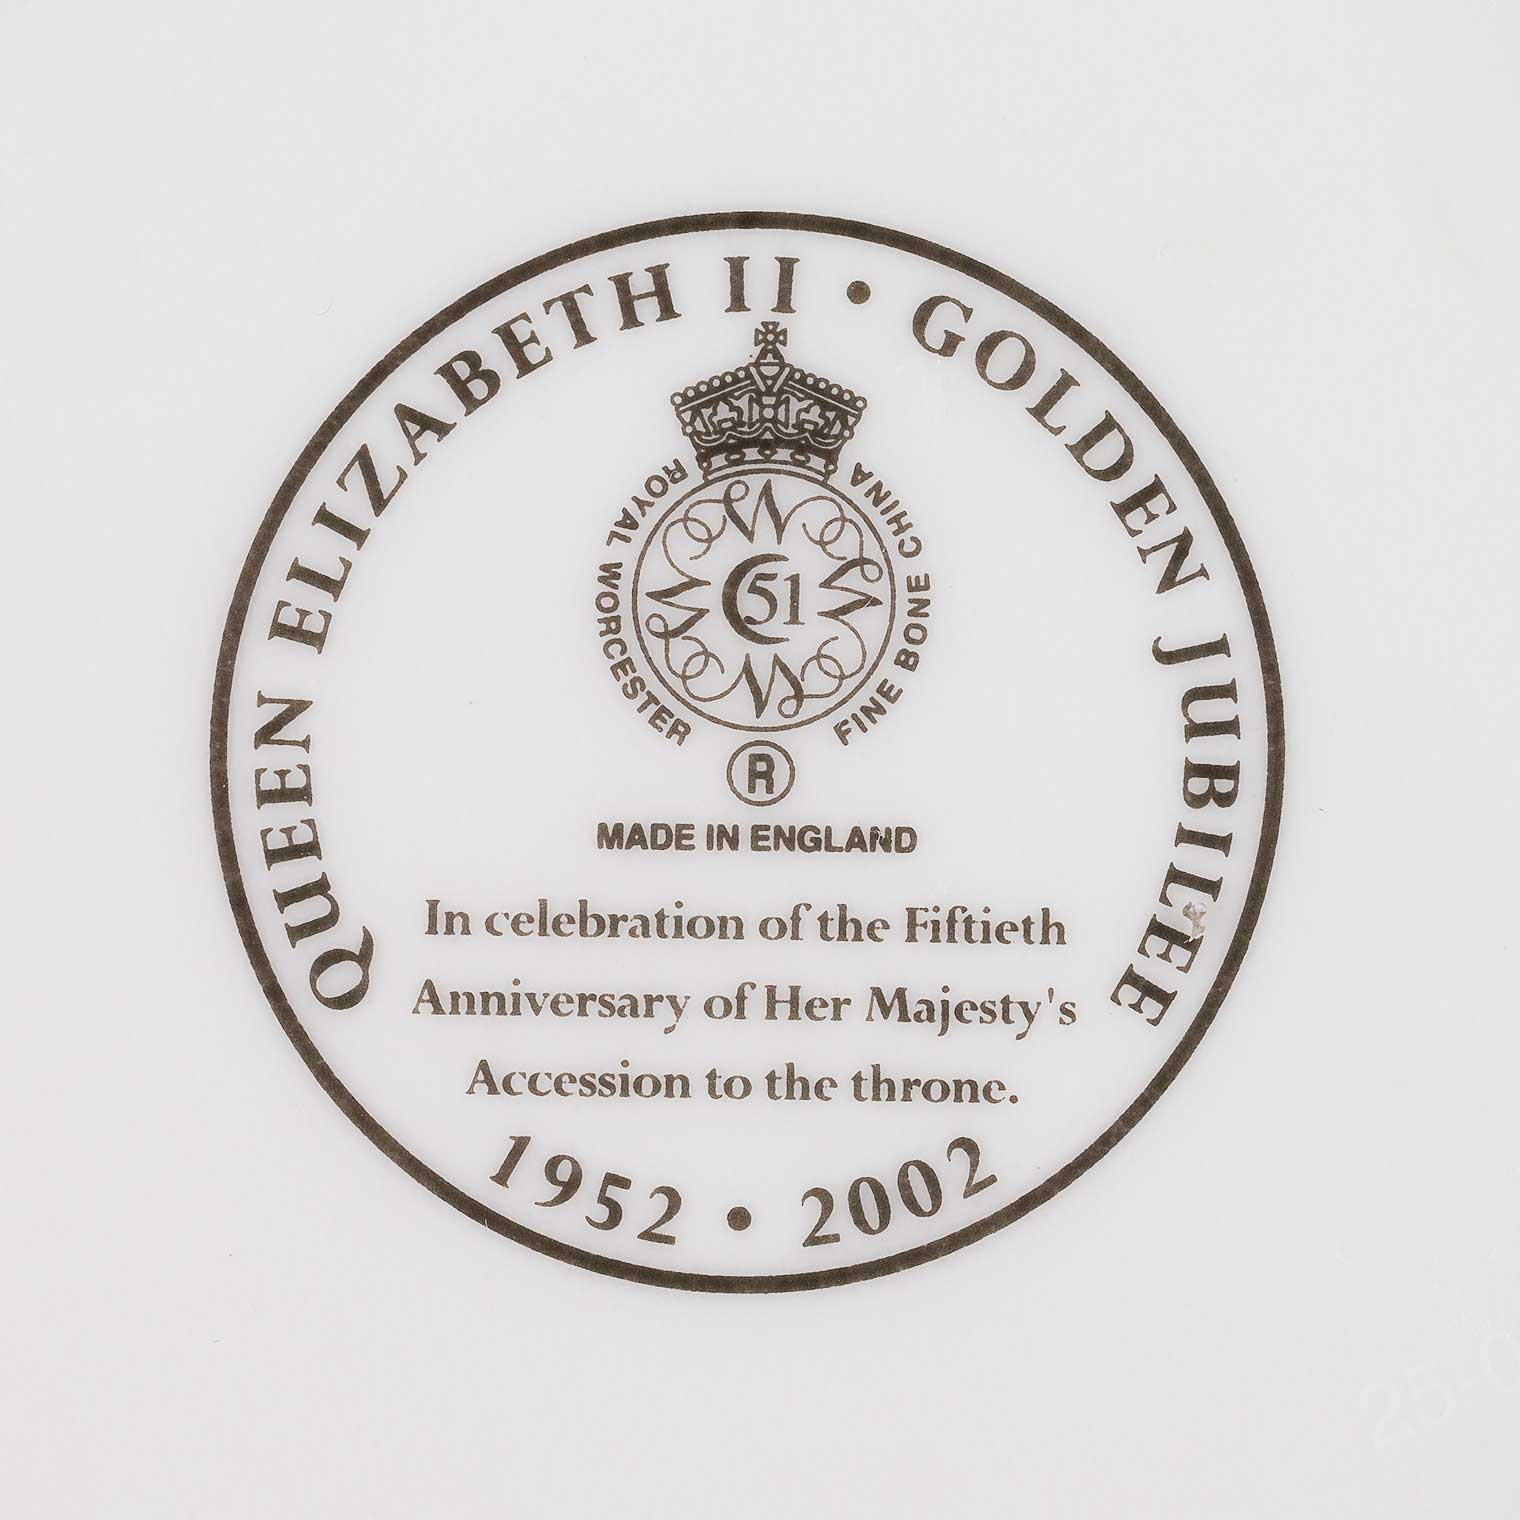 QUEEN ELIZABETH II • GOLDEN JUBILEE
ROYAL WORCESTER
FINE BONE CHINA
W
W
C51
W
W
R
MADE IN ENGLAND
In celebration of the Fiftieth
Anniversary of Her Majesty's
Accession to the throne.
1952 • 2002